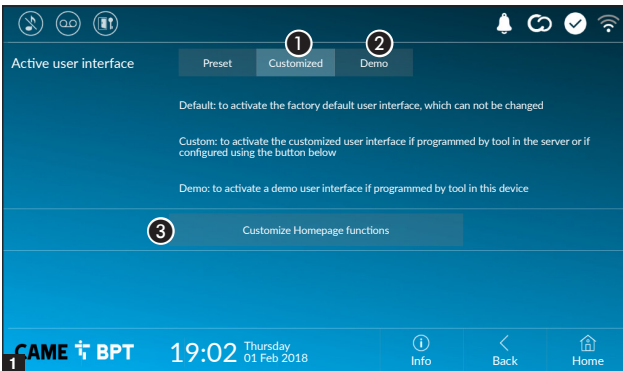 1 2
Active user interface Preset Customized Demo
Default: to activate the factory default user interface, which can not be changed
Custom: to activate the customized user interface if programmed by tool in the server or if
configured using the button below
Demo: to activate a demo user interface if programmed by tool in this device
3 Customize Homepage functions
CAME BPT 19:02 Thursday
01 Feb 2018
Info Back Home
1